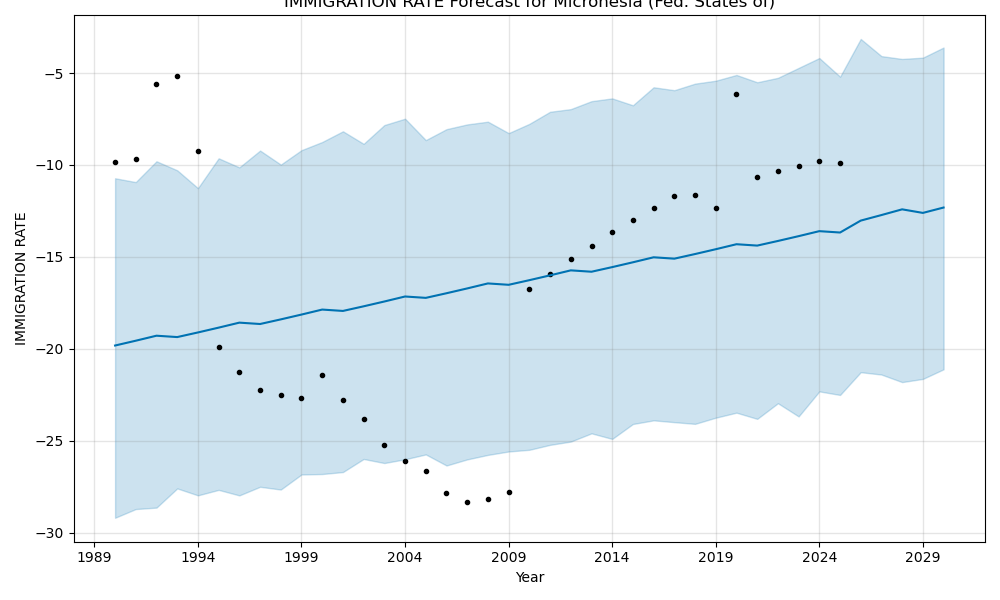 IMMIGRATION RATE Forecast for Micronesia (Fed. States of)
−5
−10
−15
−20
−25
−30
IMMIGRATION RATE
1989 1994 1999 2004 2009 2014 2019 2024 2029
Year